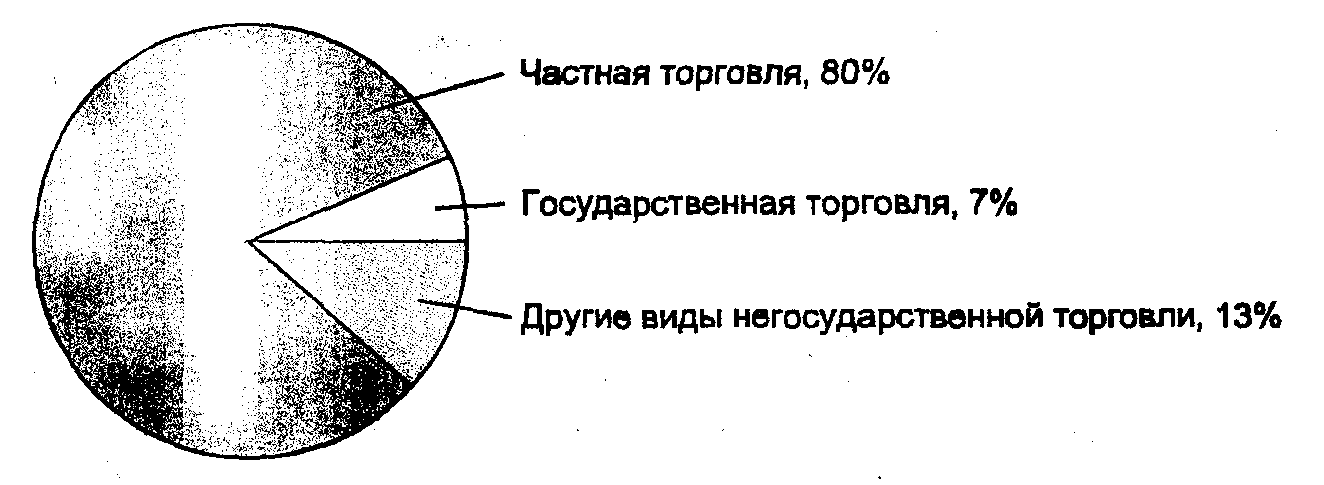 Частная торговля, 80%
Государственная торговля, 7%
Другие виды негосударственной торговли, 13%